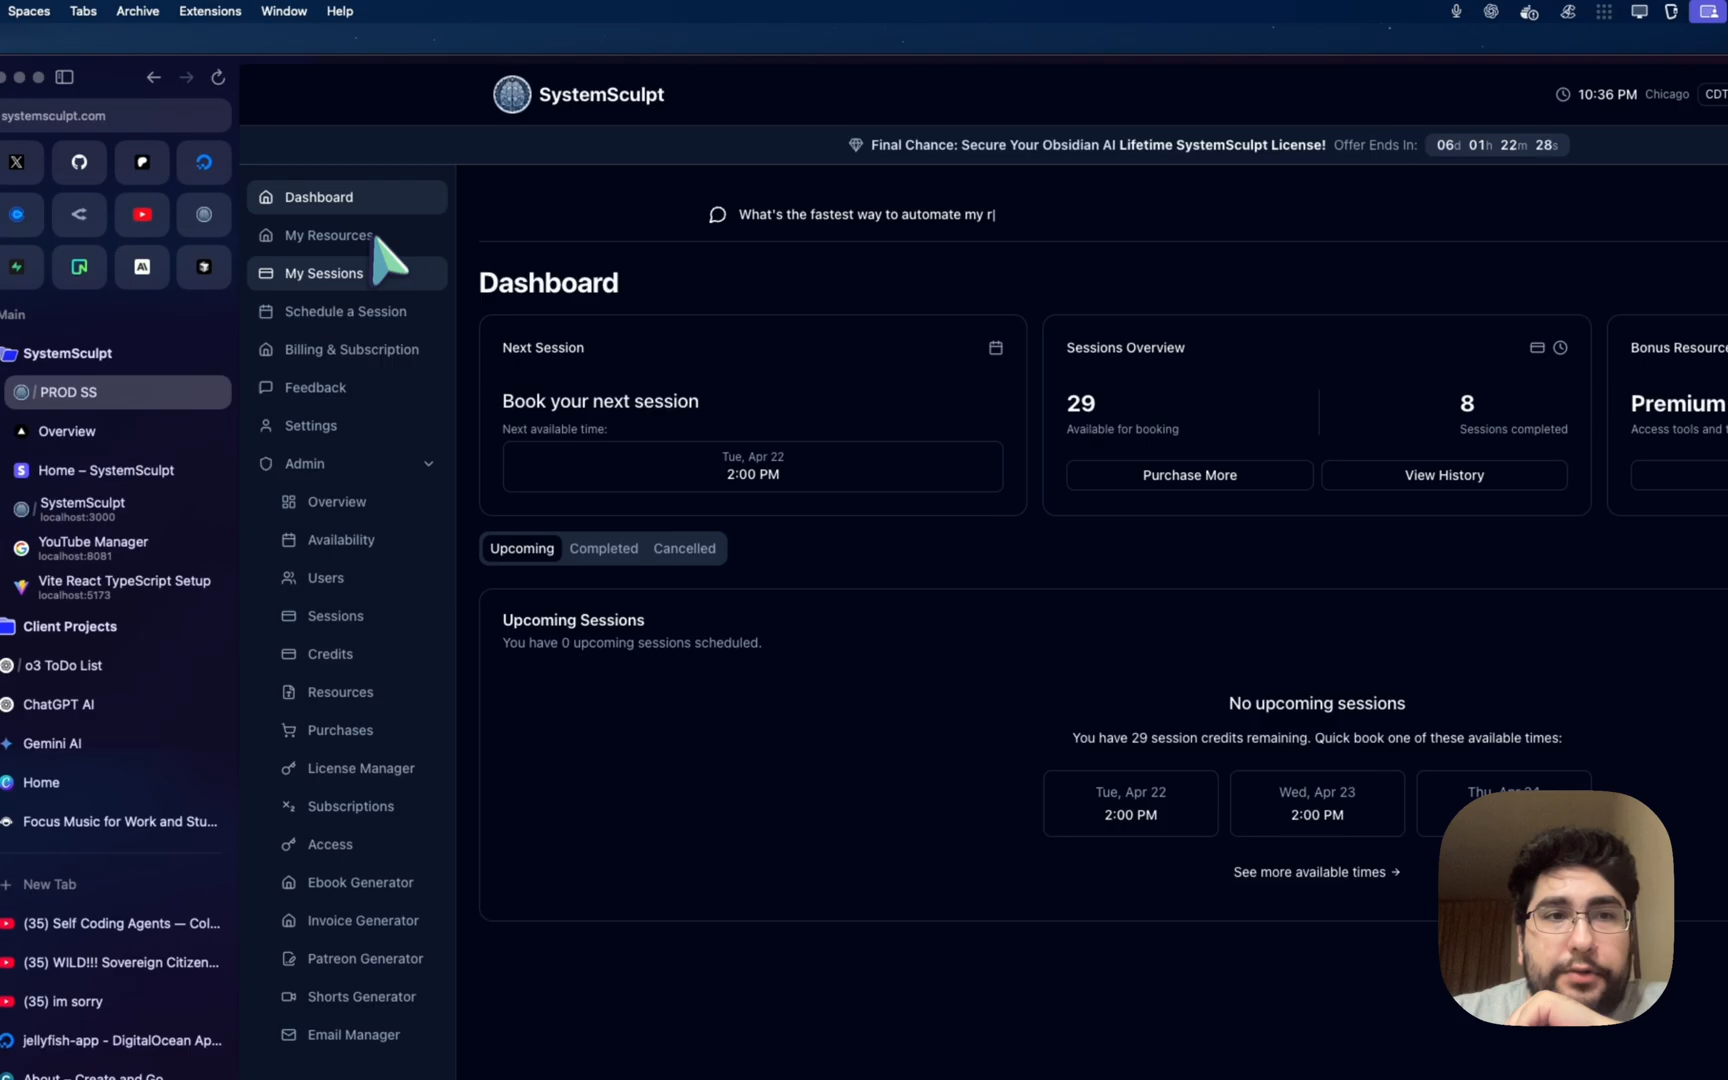 Spaces Tabs Archive Extensions Window Help
systemsculpt.com
Main
SystemSculpt
/ PROD SS
Overview
Home – SystemSculpt
/ SystemSculpt
localhost:3000
YouTube Manager
localhost:8081
Vite React TypeScript Setup
localhost:5173
Client Projects
/ o3 ToDo List
ChatGPT AI
Gemini AI
Home
Focus Music for Work and Stu...
+ New Tab
(35) Self Coding Agents — Col...
(35) WILD!!! Sovereign Citizen...
(35) im sorry
jellyfish-app - DigitalOcean Ap...
About – Create and Go
SystemSculpt
10:36 PM Chicago CDT
Final Chance: Secure Your Obsidian AI Lifetime SystemSculpt License! Offer Ends In: 06d 01h 22m 28s
Dashboard
My Resources
My Sessions
Schedule a Session
Billing & Subscription
Feedback
Settings
Admin
Overview
Availability
Users
Sessions
Credits
Resources
Purchases
License Manager
Subscriptions
Access
Ebook Generator
Invoice Generator
Patreon Generator
Shorts Generator
Email Manager
What's the fastest way to automate my r|
Dashboard
Next Session
Book your next session
Next available time:
Tue, Apr 22
2:00 PM
Sessions Overview
29
Available for booking
8
Sessions completed
Purchase More
View History
Bonus Resource
Premium
Access tools and
Upcoming Completed Cancelled
Upcoming Sessions
You have 0 upcoming sessions scheduled.
No upcoming sessions
You have 29 session credits remaining. Quick book one of these available times:
Tue, Apr 22
2:00 PM
Wed, Apr 23
2:00 PM
Thu, Apr 24
See more available times →